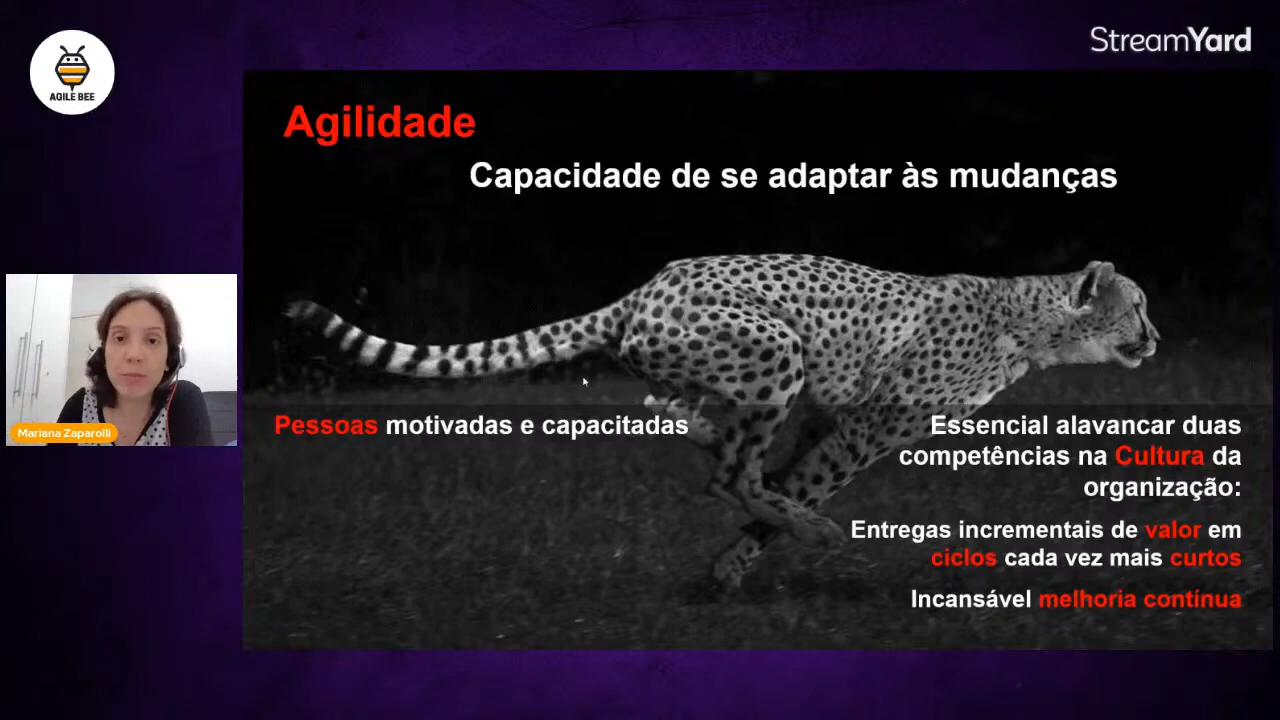 AGILE BEE
StreamYard
Agilidade
Capacidade de se adaptar às mudanças
Mariana Zaparolli
Pessoas motivadas e capacitadas
Essencial alavancar duas
competências na Cultura da
organização:
Entregas incrementais de valor em
ciclos cada vez mais curtos
Incansável melhoria contínua